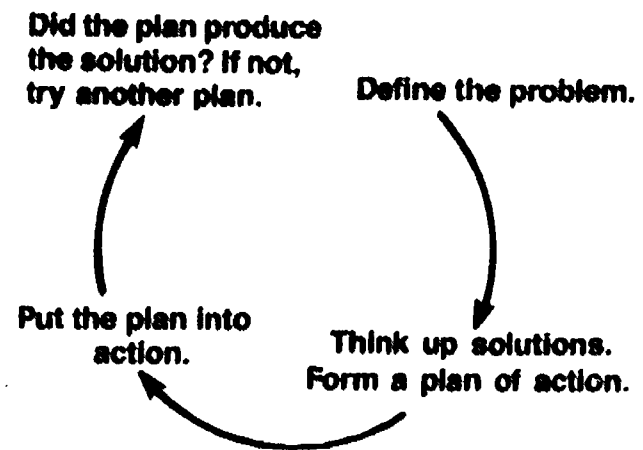 Did the plan produce
the solution? If not,
try another plan.
Define the problem.
Think up solutions.
Form a plan of action.
Put the plan into
action.